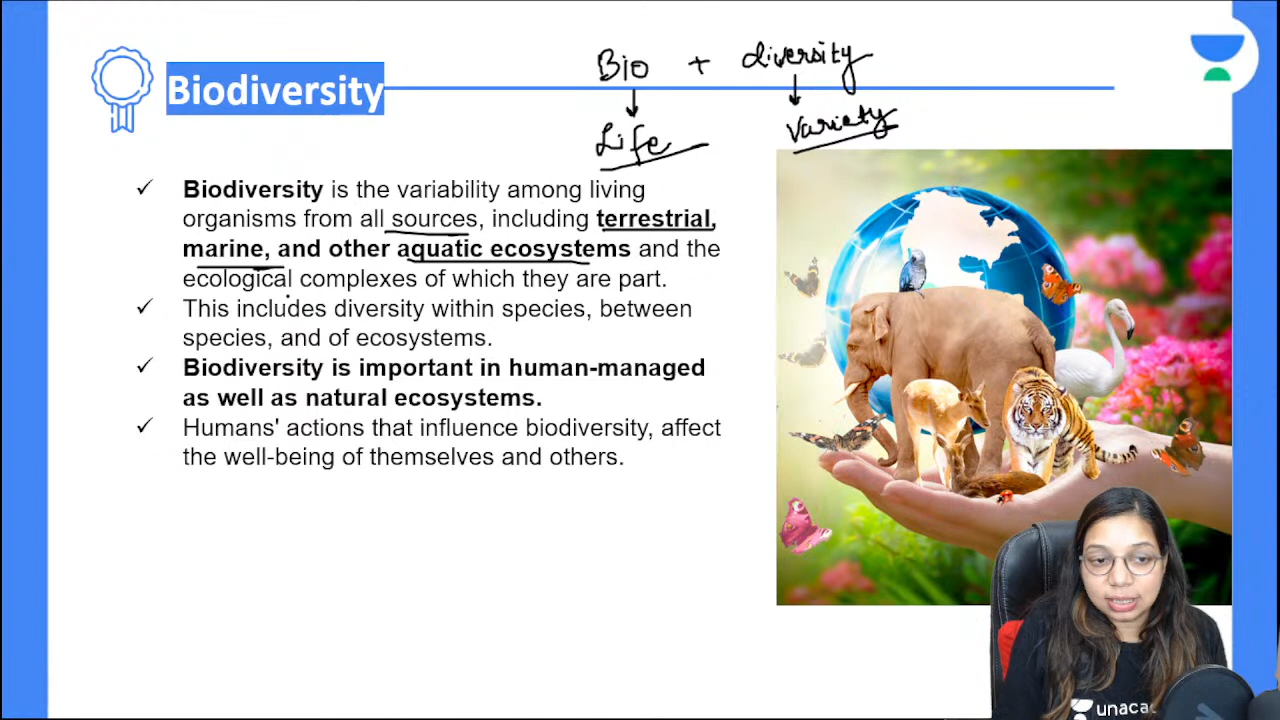 Bio + diversity
Biodiversity
Life Variety
Biodiversity is the variability among living
organisms from all sources, including terrestrial,
marine, and other aquatic ecosystems and the
ecological complexes of which they are part.
This includes diversity within species, between
species, and of ecosystems.
Biodiversity is important in human-managed
as well as natural ecosystems.
Humans' actions that influence biodiversity, affect
the well-being of themselves and others.